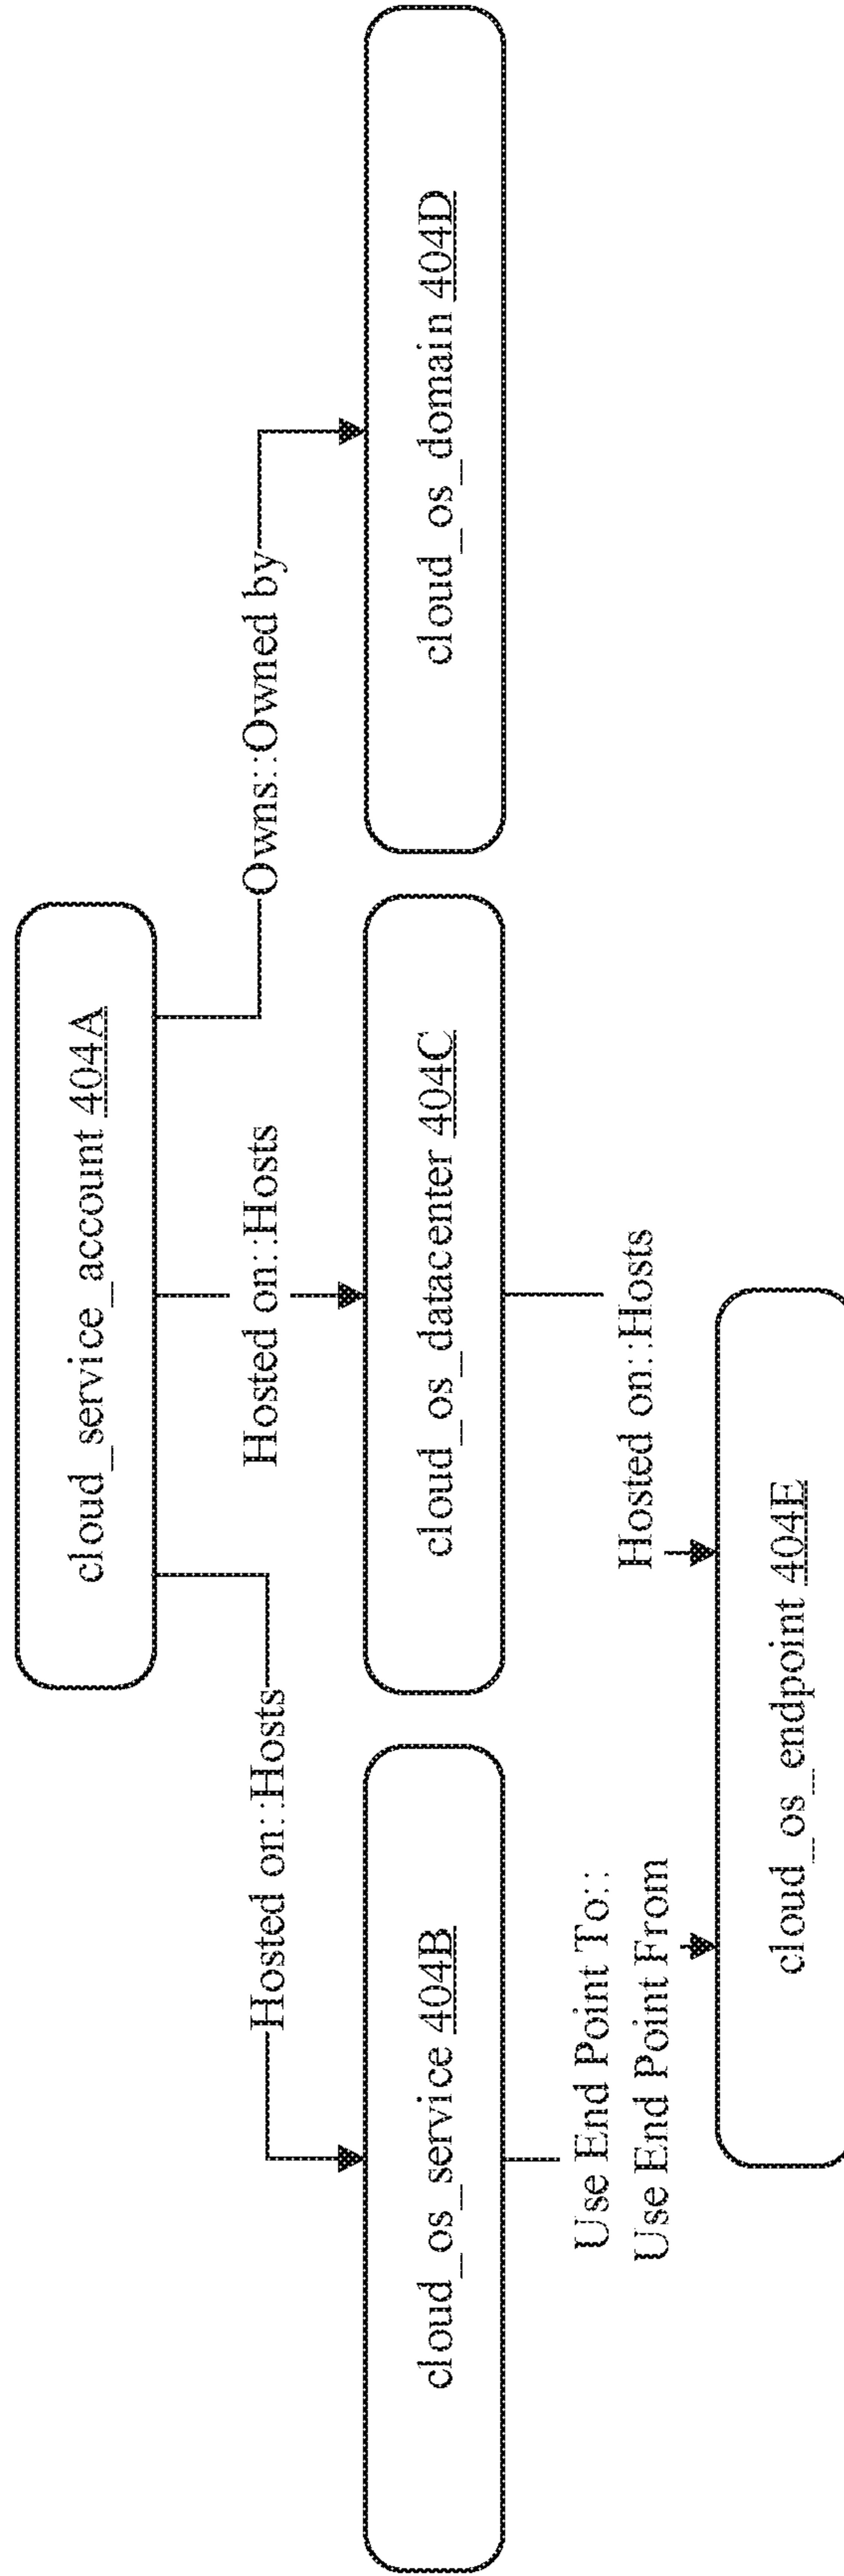 cloud_service_account 404A
Hosted on::Hosts
Hosted on::Hosts
Owns::Owned by
cloud_os_service 404B
cloud_os_datacenter 404C
cloud_os_domain 404D
Use End Point To::
Use End Point From
Hosted on::Hosts
cloud_os_endpoint 404E